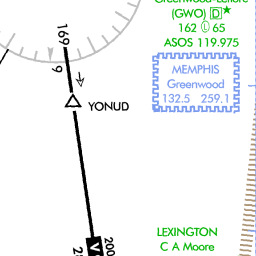 Greenwood-Leflore
(GWO) D★
162 Ⓛ 65
ASOS 119.975
MEMPHIS
Greenwood
132.5 259.1
169
9
YONUD
V
200
LEXINGTON
C A Moore